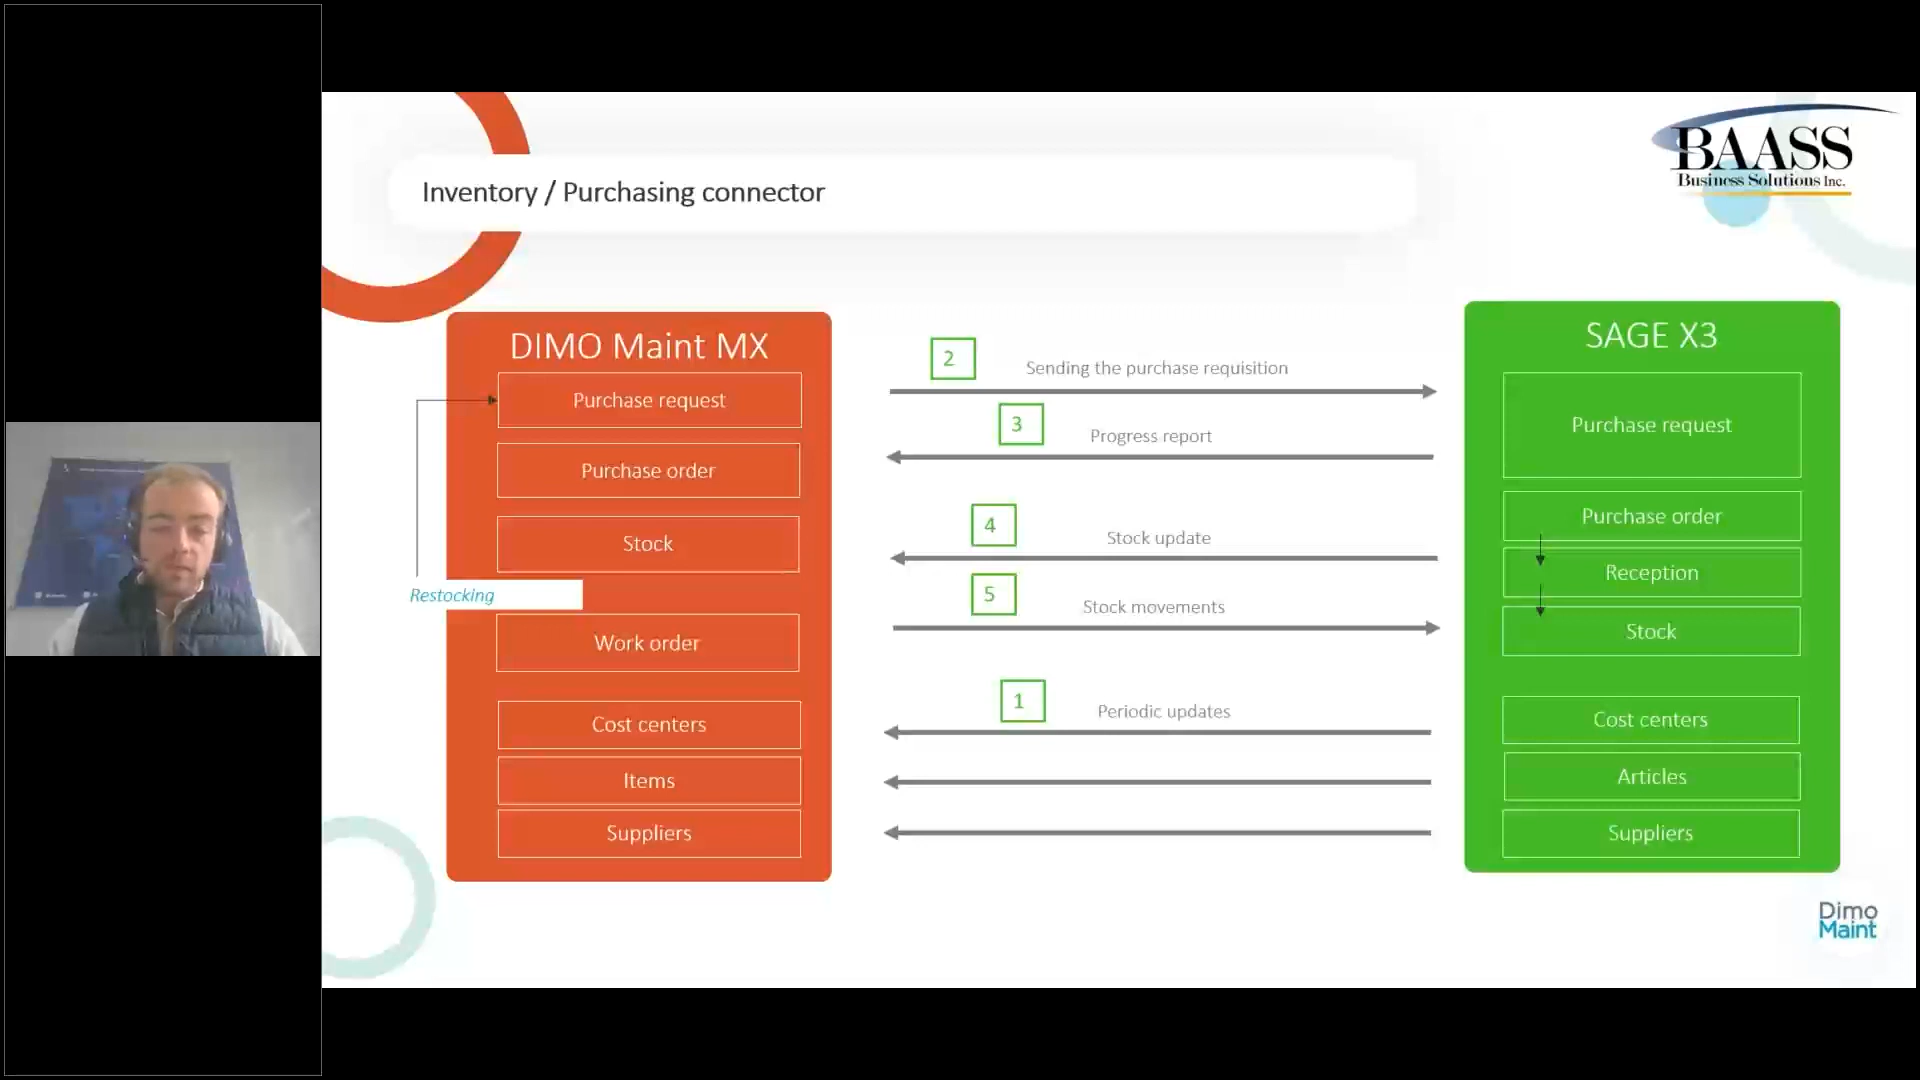 BAASS
Business Solutions Inc.
Inventory / Purchasing connector
DIMO Maint MX
Purchase request
Purchase order
Stock
Restocking
Work order
Cost centers
Items
Suppliers
2
Sending the purchase requisition
3
Progress report
4
Stock update
5
Stock movements
1
Periodic updates
SAGE X3
Purchase request
Purchase order
Reception
Stock
Cost centers
Articles
Suppliers
Dimo
Maint